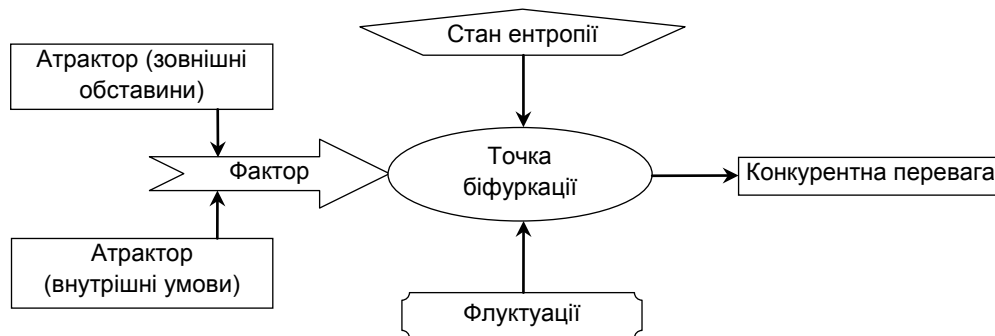 Стан ентропії
Атрактор (зовнішні
обставини)
Фактор
Точка
біфуркації
Конкурентна перевага
Атрактор
(внутрішні умови)
Флуктуації